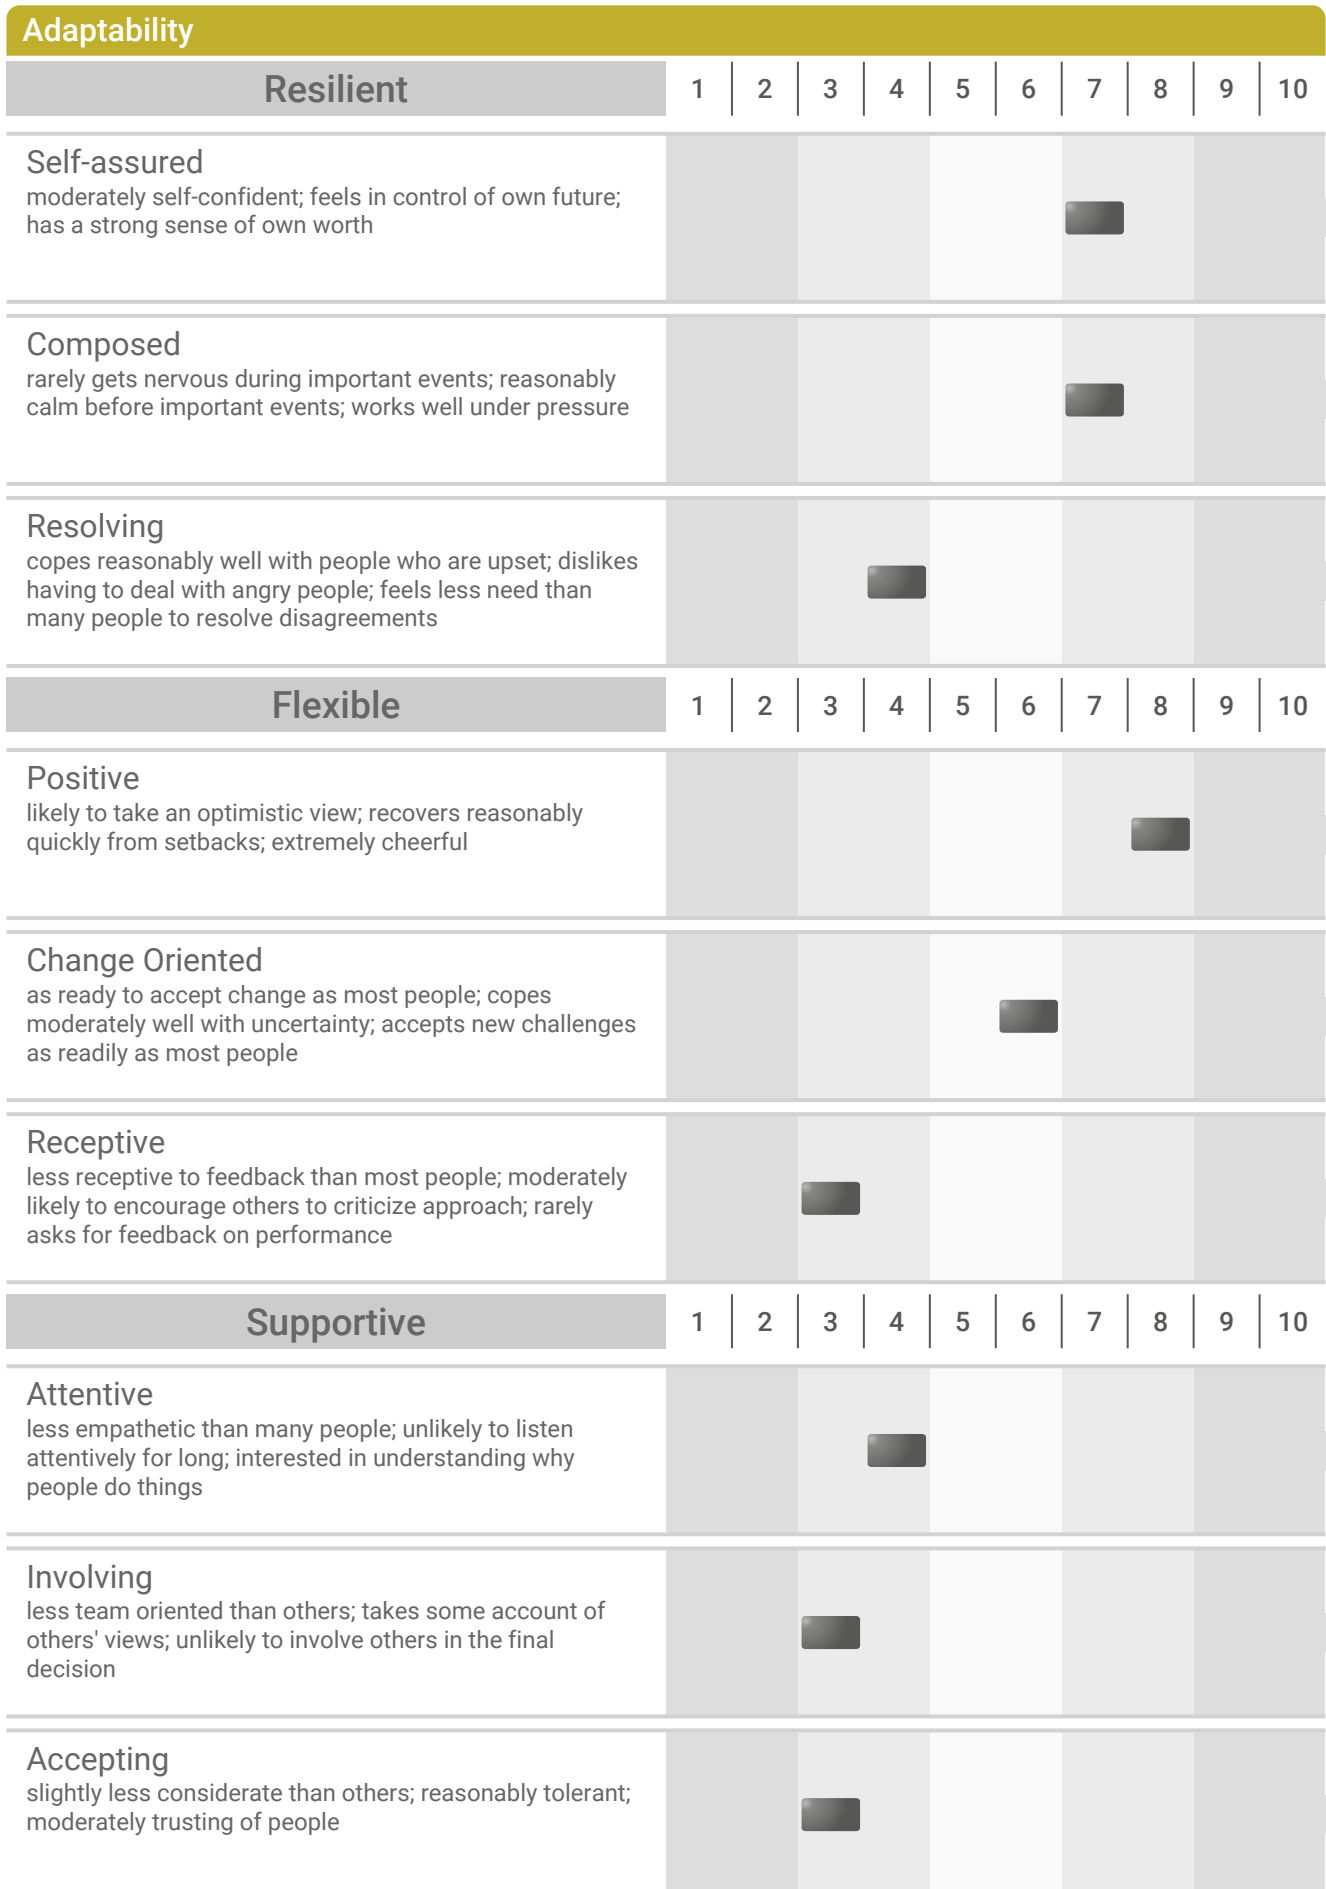 Adaptability
Resilient 1 2 3 4 5 6 7 8 9 10
Self-assured
moderately self-confident; feels in control of own future;
has a strong sense of own worth
Composed
rarely gets nervous during important events; reasonably
calm before important events; works well under pressure
Resolving
copes reasonably well with people who are upset; dislikes
having to deal with angry people; feels less need than
many people to resolve disagreements
Flexible 1 2 3 4 5 6 7 8 9 10
Positive
likely to take an optimistic view; recovers reasonably
quickly from setbacks; extremely cheerful
Change Oriented
as ready to accept change as most people; copes
moderately well with uncertainty; accepts new challenges
as readily as most people
Receptive
less receptive to feedback than most people; moderately
likely to encourage others to criticize approach; rarely
asks for feedback on performance
Supportive 1 2 3 4 5 6 7 8 9 10
Attentive
less empathetic than many people; unlikely to listen
attentively for long; interested in understanding why
people do things
Involving
less team oriented than others; takes some account of
others' views; unlikely to involve others in the final
decision
Accepting
slightly less considerate than others; reasonably tolerant;
moderately trusting of people